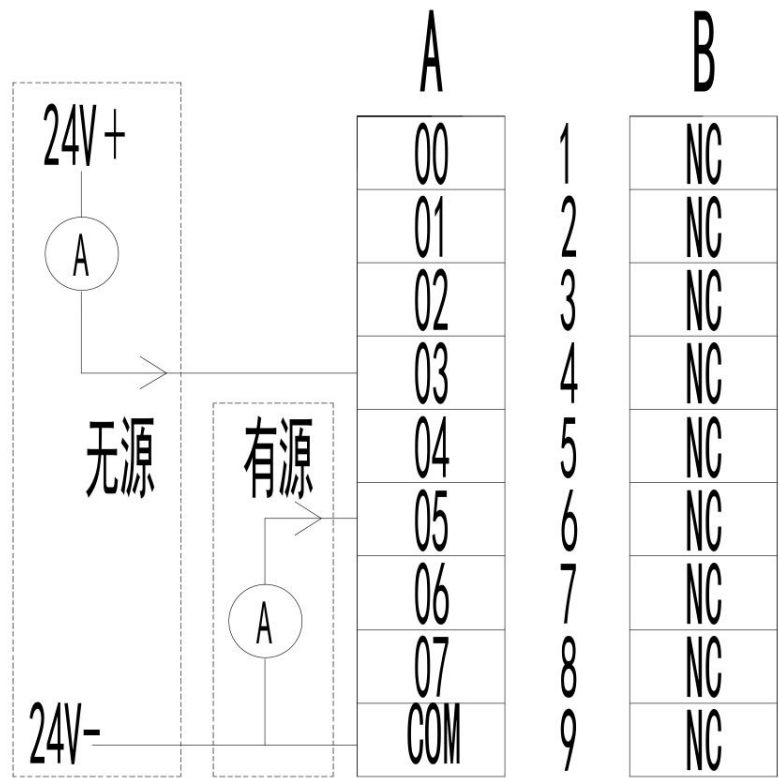 A B
24V+
00 1 NC
A
01 2 NC
02 3 NC
03 4 NC
无源 有源
04 5 NC
05 6 NC
A
06 7 NC
07 8 NC
24V-
COM 9 NC